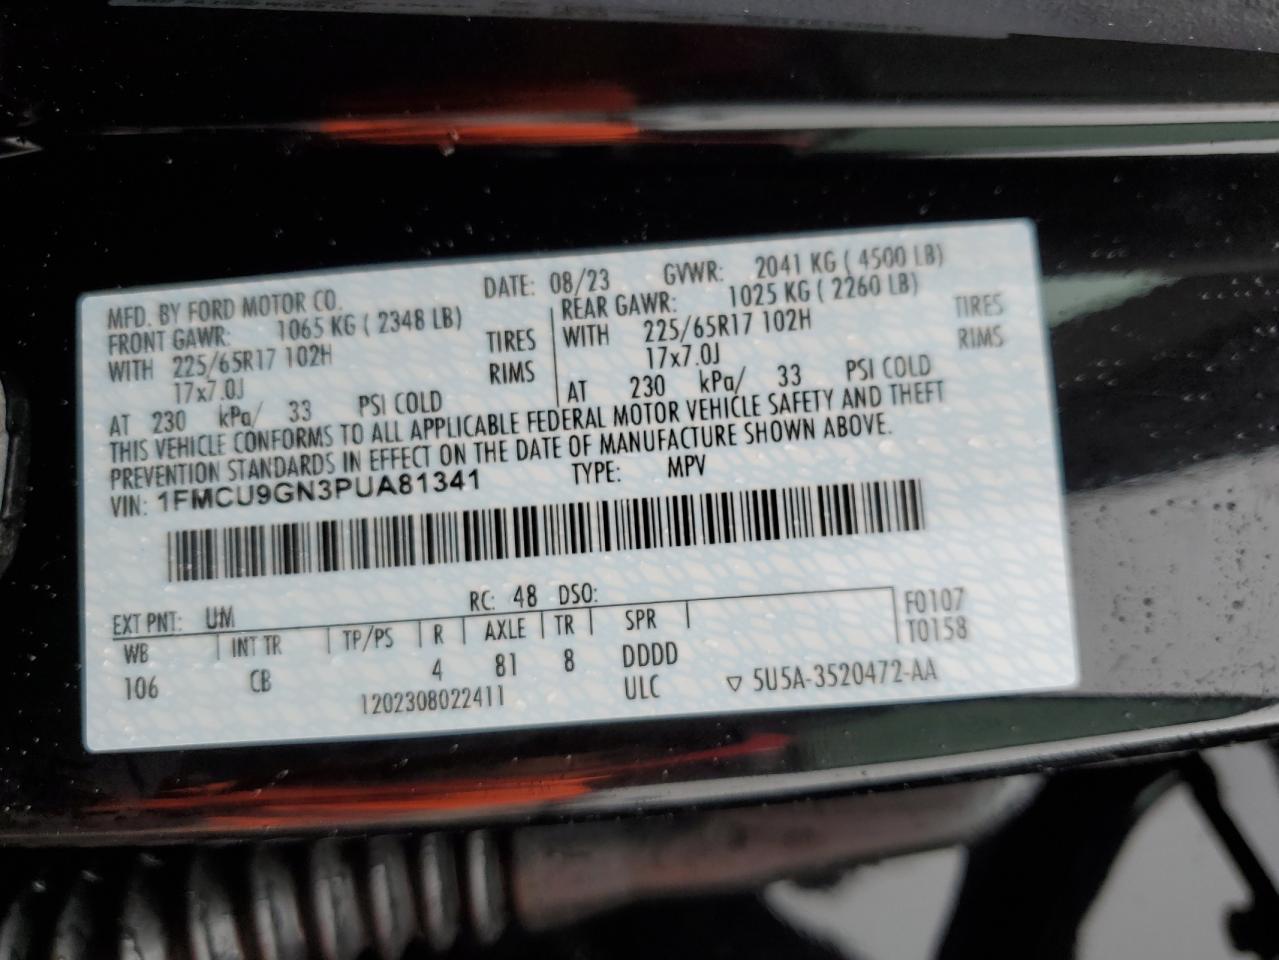 MFD. BY FORD MOTOR CO. DATE: 08/23 GVWR: 2041 KG ( 4500 LB)
FRONT GAWR: 1065 KG ( 2348 LB) REAR GAWR: 1025 KG ( 2260 LB)
WITH 225/65R17 102H TIRES WITH 225/65R17 102H TIRES
17x7.0J RIMS 17x7.0J RIMS
AT 230 kPa/ 33 PSI COLD AT 230 kPa/ 33 PSI COLD
THIS VEHICLE CONFORMS TO ALL APPLICABLE FEDERAL MOTOR VEHICLE SAFETY AND THEFT
PREVENTION STANDARDS IN EFFECT ON THE DATE OF MANUFACTURE SHOWN ABOVE.
VIN: 1FMCU9GN3PUA81341 TYPE: MPV
EXT PNT: UM RC: 48 DSO:
WB INT TR TP/PS R AXLE TR SPR F0107
106 CB 4 81 8 DDDD T0158
1202308022411 ULC ▽ 5U5A-3520472-AA